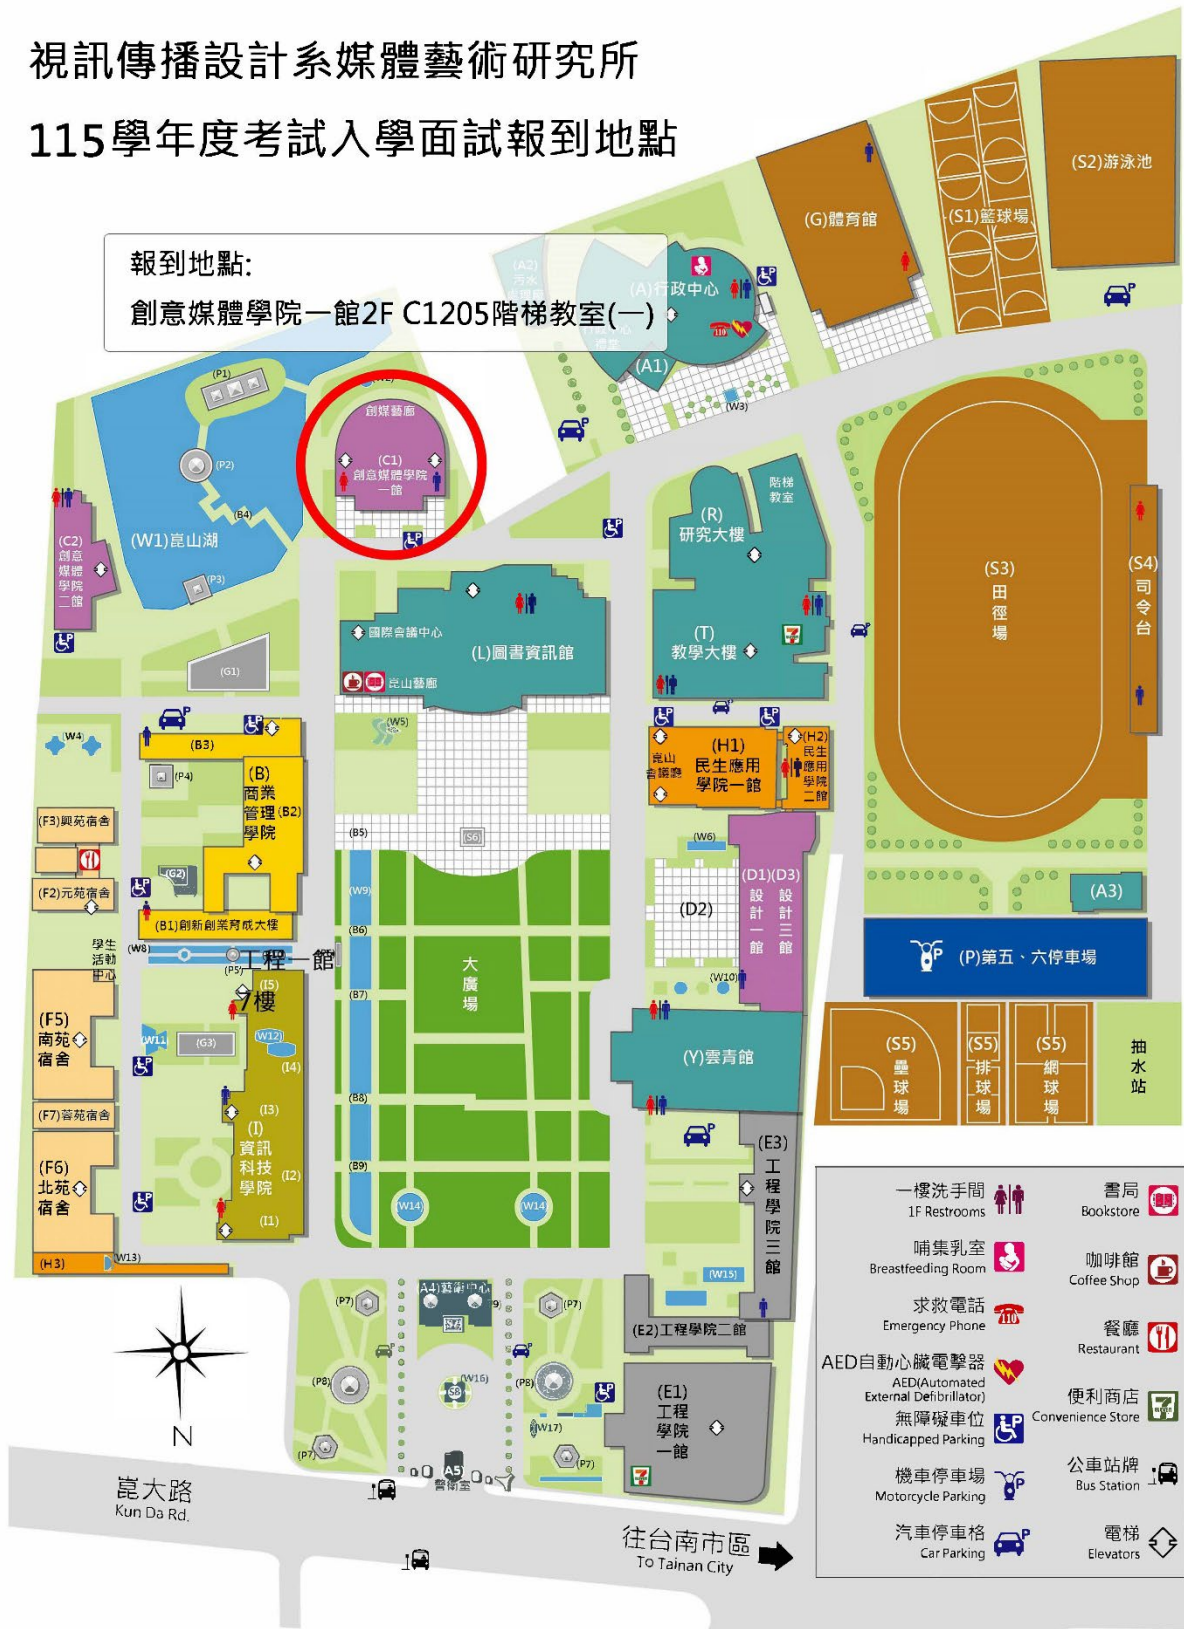 視訊傳播設計系媒體藝術研究所
115學年度考試入學面試報到地點
報到地點:
創意媒體學院一館2F C1205階梯教室(一)
(S2)游泳池
(S1)籃球場
(G)體育館
(A2)
污水
(A)行政中心
110
(A1)
(W3)
(P1)
創媒藝廊
(C1)
創意媒體學院
一館
(P2)
(B4)
(W1)崑山湖
(P3)
(C2)
創意
媒體
學院
二館
階梯
教室
(R)
研究大樓
(T)
教學大樓
7
ELEVEN
(S3)
田徑場
(S4)
司令台
國際會議中心
(L)圖書資訊館
崑山藝廊
(G1)
(W5)
(W4)
(B3)
(P4)
(B)
商業
管理
學院
(B2)
崑山
會議廳
(H1)
民生應用
學院一館
(H2)
民生
應用
學院
二館
(F3)興苑宿舍
(F2)元苑宿舍
(G2)
(B1)創新創業育成大樓
(B5)
(S6)
(W9)
(B6)
(W6)
(D1)
設計一館
(D3)
設計三館
(D2)
(W10)
(A3)
(P)第五、六停車場
學生
活動
中心
(W8)
(P5)
工程一館
7樓
(I5)
大廣場
(B7)
(F5)
南苑
宿舍
(W11)
(G3)
(W12)
(I4)
(Y)雲青館
(S5)
壘球場
(S5)
排球場
(S5)
網球場
抽水站
(F7)蓉苑宿舍
(I3)
(I)
資訊
科技
學院
(I2)
(I1)
(B8)
(B9)
(F6)
北苑
宿舍
(H3)
(W13)
(W14)
(W14)
(E3)
工程學院三館
(W15)
(E2)工程學院二館
(P7)
(A4)藝術中心
(P7)
(P8)
(W16)
(S8)
(P8)
(W17)
(P7)
(P7)
(A5)
警衛室
(E1)
工程
學院
一館
7
ELEVEN
N
崑大路
Kun Da Rd.
往台南市區
To Tainan City
一樓洗手間
1F Restrooms
書局
Bookstore
哺集乳室
Breastfeeding Room
咖啡館
Coffee Shop
求救電話
Emergency Phone
110
餐廳
Restaurant
AED自動心臟電擊器
AED(Automated
External Defibrillator)
便利商店
Convenience Store
7
ELEVEN
無障礙車位
Handicapped Parking
公車站牌
Bus Station
機車停車場
Motorcycle Parking
汽車停車格
Car Parking
電梯
Elevators